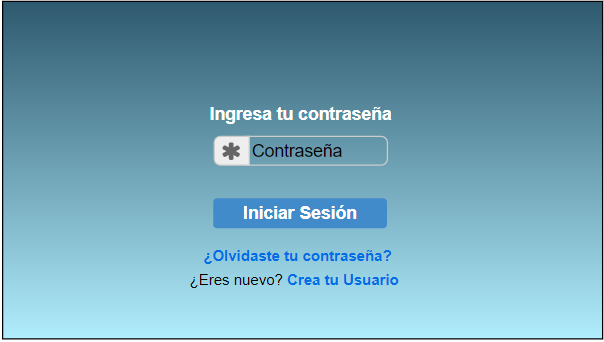 Ingresa tu contraseña
Contraseña
Iniciar Sesión
¿Olvidaste tu contraseña?
¿Eres nuevo? Crea tu Usuario